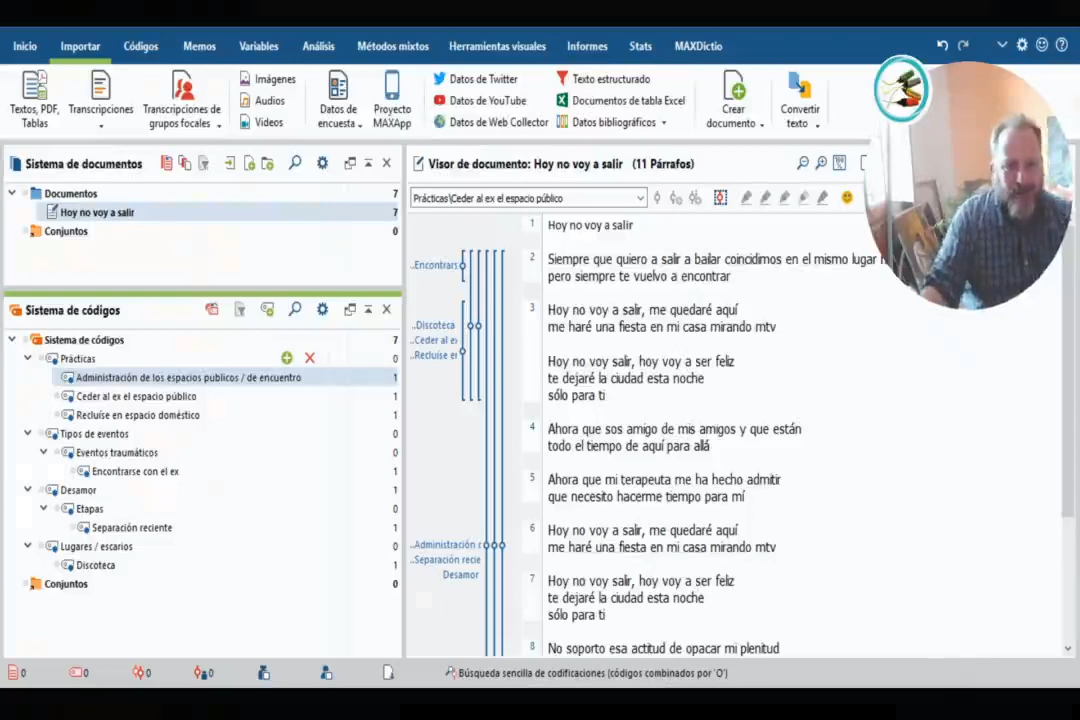 Inicio Importar Códigos Memos Variables Análisis Métodos mixtos Herramientas visuales Informes Stats MAXDictio
Textos, PDF, Tablas
Transcripciones
Transcripciones de grupos focales
Imágenes
Audios
Videos
Datos de encuesta
Proyecto MAXApp
Datos de Twitter
Datos de YouTube
Datos de Web Collector
Texto estructurado
Documentos de tabla Excel
Datos bibliográficos
Crear documento
Convertir texto
Sistema de documentos
Documentos 7
Hoy no voy a salir 7
Conjuntos 0
Sistema de códigos
Sistema de códigos 7
Prácticas 0
Administración de los espacios publicos / de encuentro 1
Ceder al ex el espacio público 1
Recluíse en espacio doméstico 1
Tipos de eventos 0
Eventos traumáticos 0
Encontrarse con el ex 1
Desamor 1
Etapas 0
Separación reciente 1
Lugares / escarios 0
Discoteca 1
Conjuntos 0
Visor de documento: Hoy no voy a salir (11 Párrafos)
Prácticas\Ceder al ex el espacio público
1 Hoy no voy a salir
..Encontrars
2 Siempre que quiero a salir a bailar coincidimos en el mismo lugar
pero siempre te vuelvo a encontrar
3 Hoy no voy a salir, me quedaré aquí
..Discoteca
me haré una fiesta en mi casa mirando mtv
..Ceder al ex
..Recluíse er
Hoy no voy salir, hoy voy a ser feliz
te dejaré la ciudad esta noche
sólo para ti
4 Ahora que sos amigo de mis amigos y que están
todo el tiempo de aquí para allá
5 Ahora que mi terapeuta me ha hecho admitir
que necesito hacerme tiempo para mí
6 Hoy no voy a salir, me quedaré aquí
..Administración
me haré una fiesta en mi casa mirando mtv
..Separación recie
Desamor
7 Hoy no voy salir, hoy voy a ser feliz
te dejaré la ciudad esta noche
sólo para ti
8 No soporto esa actitud de opacar mi plenitud
0 0 0 0 Búsqueda sencilla de codificaciones (códigos combinados por 'O')